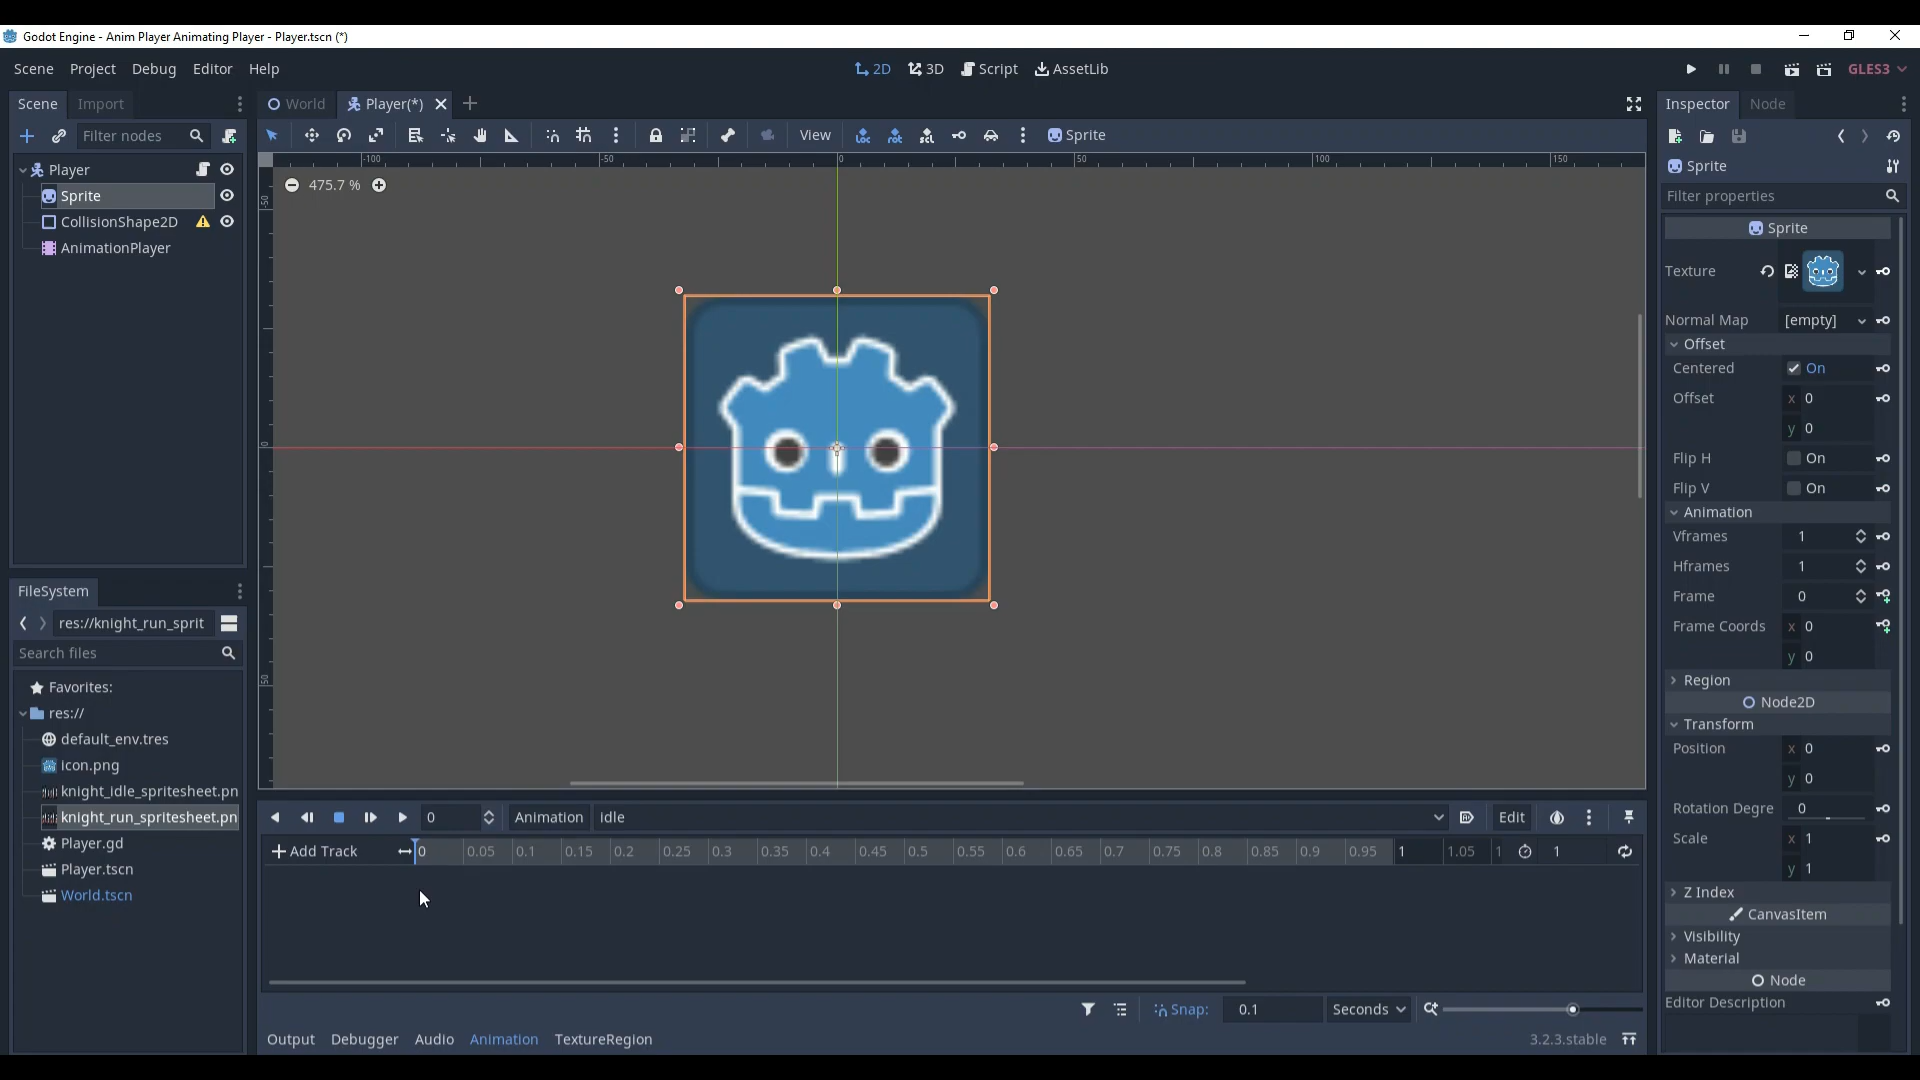 Godot Engine - Anim Player Animating Player - Player.tscn (*)
Scene Project Debug Editor Help
2D 3D Script AssetLib
GLES3
Scene Import
World Player(*)
Inspector Node
Filter nodes
View
Sprite
Player
Sprite
CollisionShape2D
AnimationPlayer
-100 -50 0 50 100 150
-50
0
50
475.7 %
Sprite
Filter properties
Sprite
Texture
Normal Map [empty]
Offset
Centered On
Offset x 0
y 0
Flip H On
Flip V On
Animation
Vframes 1
Hframes 1
Frame 0
Frame Coords x 0
y 0
Region
Node2D
Transform
Position x 0
y 0
Rotation Degre 0
Scale x 1
y 1
Z Index
CanvasItem
Visibility
Material
Node
Editor Description
FileSystem
res://knight_run_sprit
Search files
Favorites:
res://
default_env.tres
icon.png
knight_idle_spritesheet.pn
knight_run_spritesheet.pn
Player.gd
Player.tscn
World.tscn
0 Animation idle Edit
Add Track 0 0.05 0.1 0.15 0.2 0.25 0.3 0.35 0.4 0.45 0.5 0.55 0.6 0.65 0.7 0.75 0.8 0.85 0.9 0.95 1 1.05 1 1
Snap: 0.1 Seconds
Output Debugger Audio Animation TextureRegion 3.2.3.stable